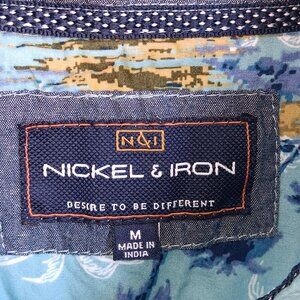 N&I
NICKEL & IRON
DESIRE TO BE DIFFERENT
M
MADE IN
INDIA